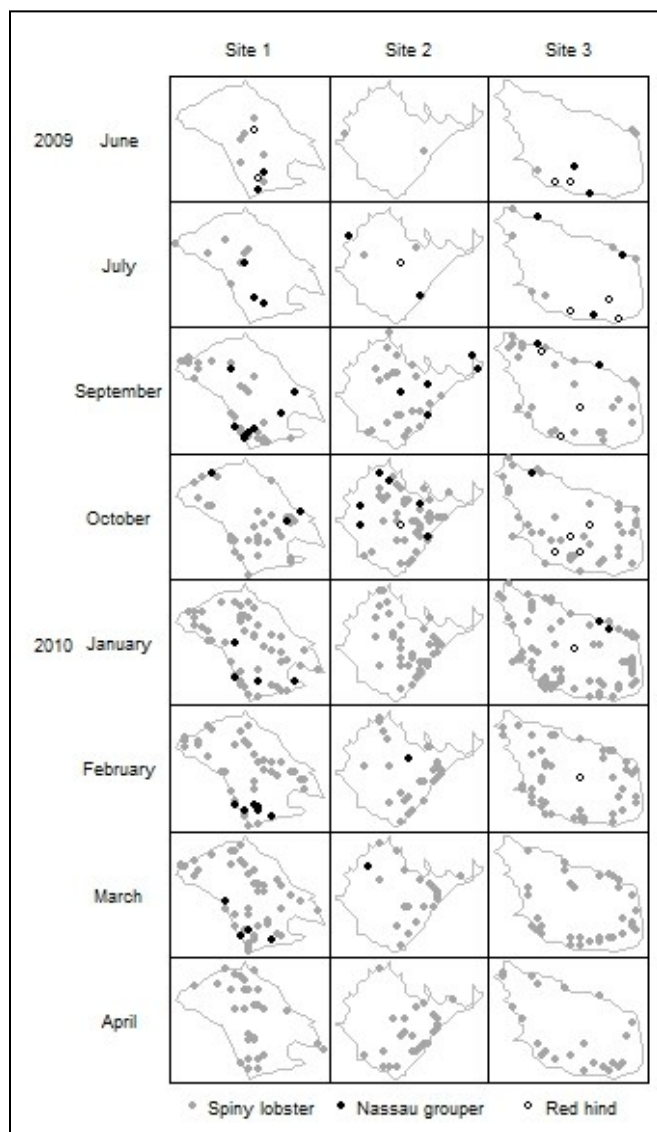 Site 1 Site 2 Site 3
2009 June
July
September
October
2010 January
February
March
April
Spiny lobster Nassau grouper Red hind